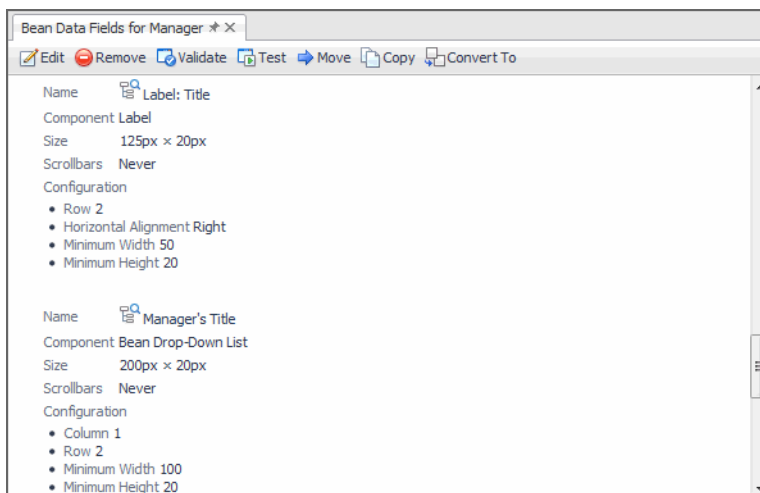 Bean Data Fields for Manager
Edit Remove Validate Test Move Copy Convert To
Name Label: Title
Component Label
Size 125px × 20px
Scrollbars Never
Configuration
• Row 2
• Horizontal Alignment Right
• Minimum Width 50
• Minimum Height 20
Name Manager's Title
Component Bean Drop-Down List
Size 200px × 20px
Scrollbars Never
Configuration
• Column 1
• Row 2
• Minimum Width 100
• Minimum Height 20